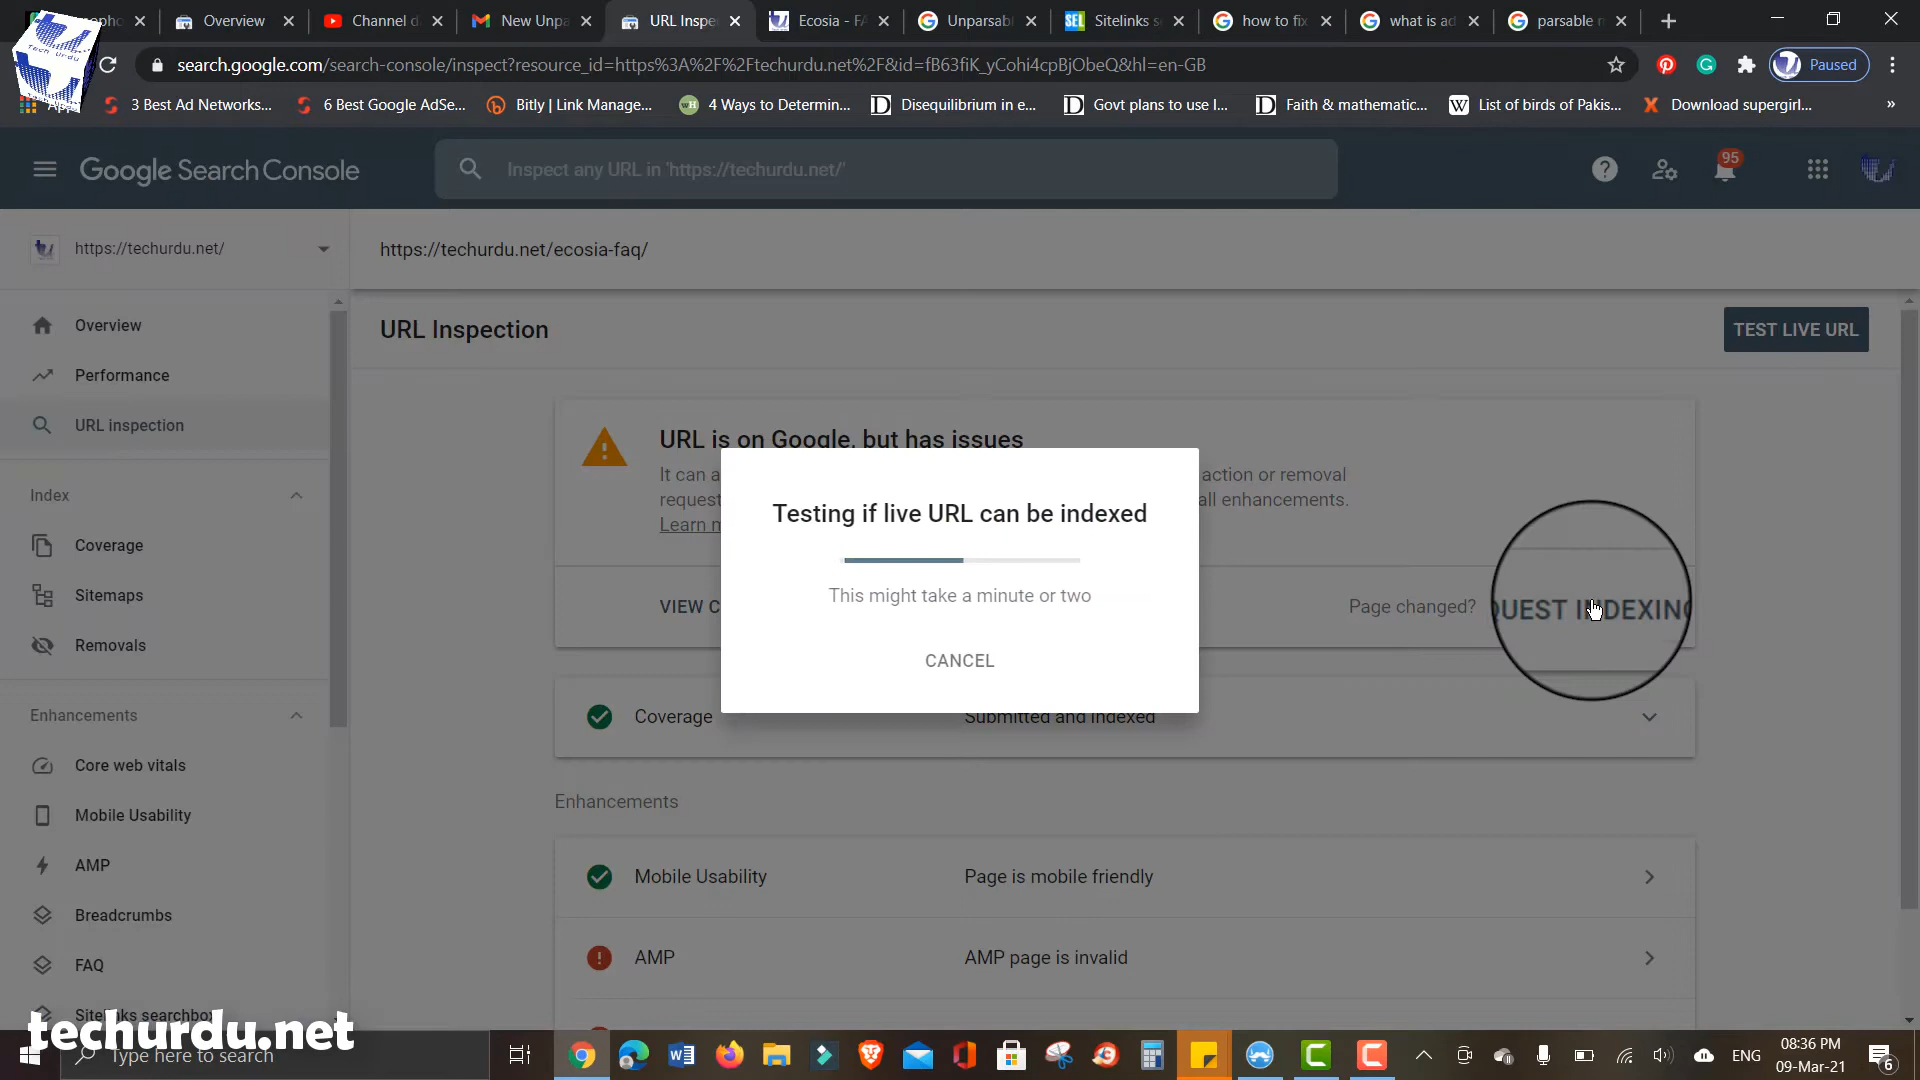 Overview
Channel d
New Unpa
URL Inspe
Ecosia - FA
Unparsab
Sitelinks s
how to fix
what is ad
parsable m
Tech Urdu
search.google.com/search-console/inspect?resource_id=https%3A%2F%2Ftechurdu.net%2F&id=fB63fiK_yCohi4cpBjObeQ&hl=en-GB
Paused
3 Best Ad Networks...
6 Best Google AdSe...
Bitly | Link Manage...
4 Ways to Determin...
Disequilibrium in e...
Govt plans to use I...
Faith & mathematic...
List of birds of Pakis...
Download supergirl...
Google Search Console
Inspect any URL in 'https://techurdu.net/'
95
https://techurdu.net/
https://techurdu.net/ecosia-faq/
Overview
Performance
URL inspection
Index
Coverage
Sitemaps
Removals
Enhancements
Core web vitals
Mobile Usability
AMP
Breadcrumbs
FAQ
Sitelinks searchbox
URL Inspection
TEST LIVE URL
URL is on Google, but has issues
It can a
action or removal
request
all enhancements.
Learn m
VIEW C
Page changed?
QUEST INDEXING
Testing if live URL can be indexed
This might take a minute or two
CANCEL
Coverage
Submitted and indexed
Enhancements
Mobile Usability
Page is mobile friendly
AMP
AMP page is invalid
techurdu.net
Type here to search
ENG
08:36 PM
09-Mar-21
6